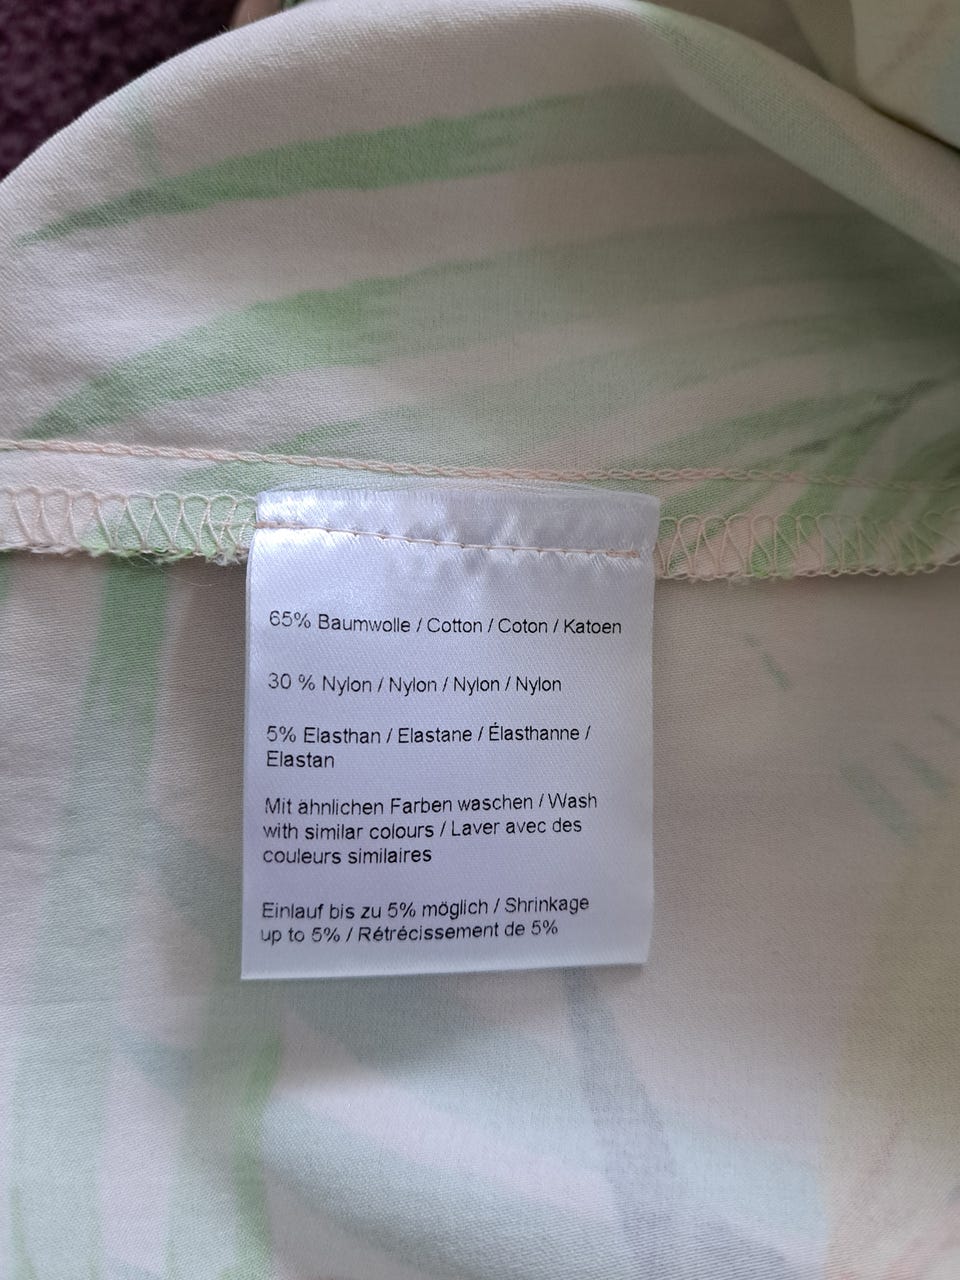 65% Baumwolle / Cotton / Coton / Katoen
30 % Nylon / Nylon / Nylon / Nylon
5% Elasthan / Elastane / Élasthanne /
Elastan
Mit ähnlichen Farben waschen / Wash
with similar colours / Laver avec des
couleurs similaires
Einlauf bis zu 5% möglich / Shrinkage
up to 5% / Rétrécissement de 5%